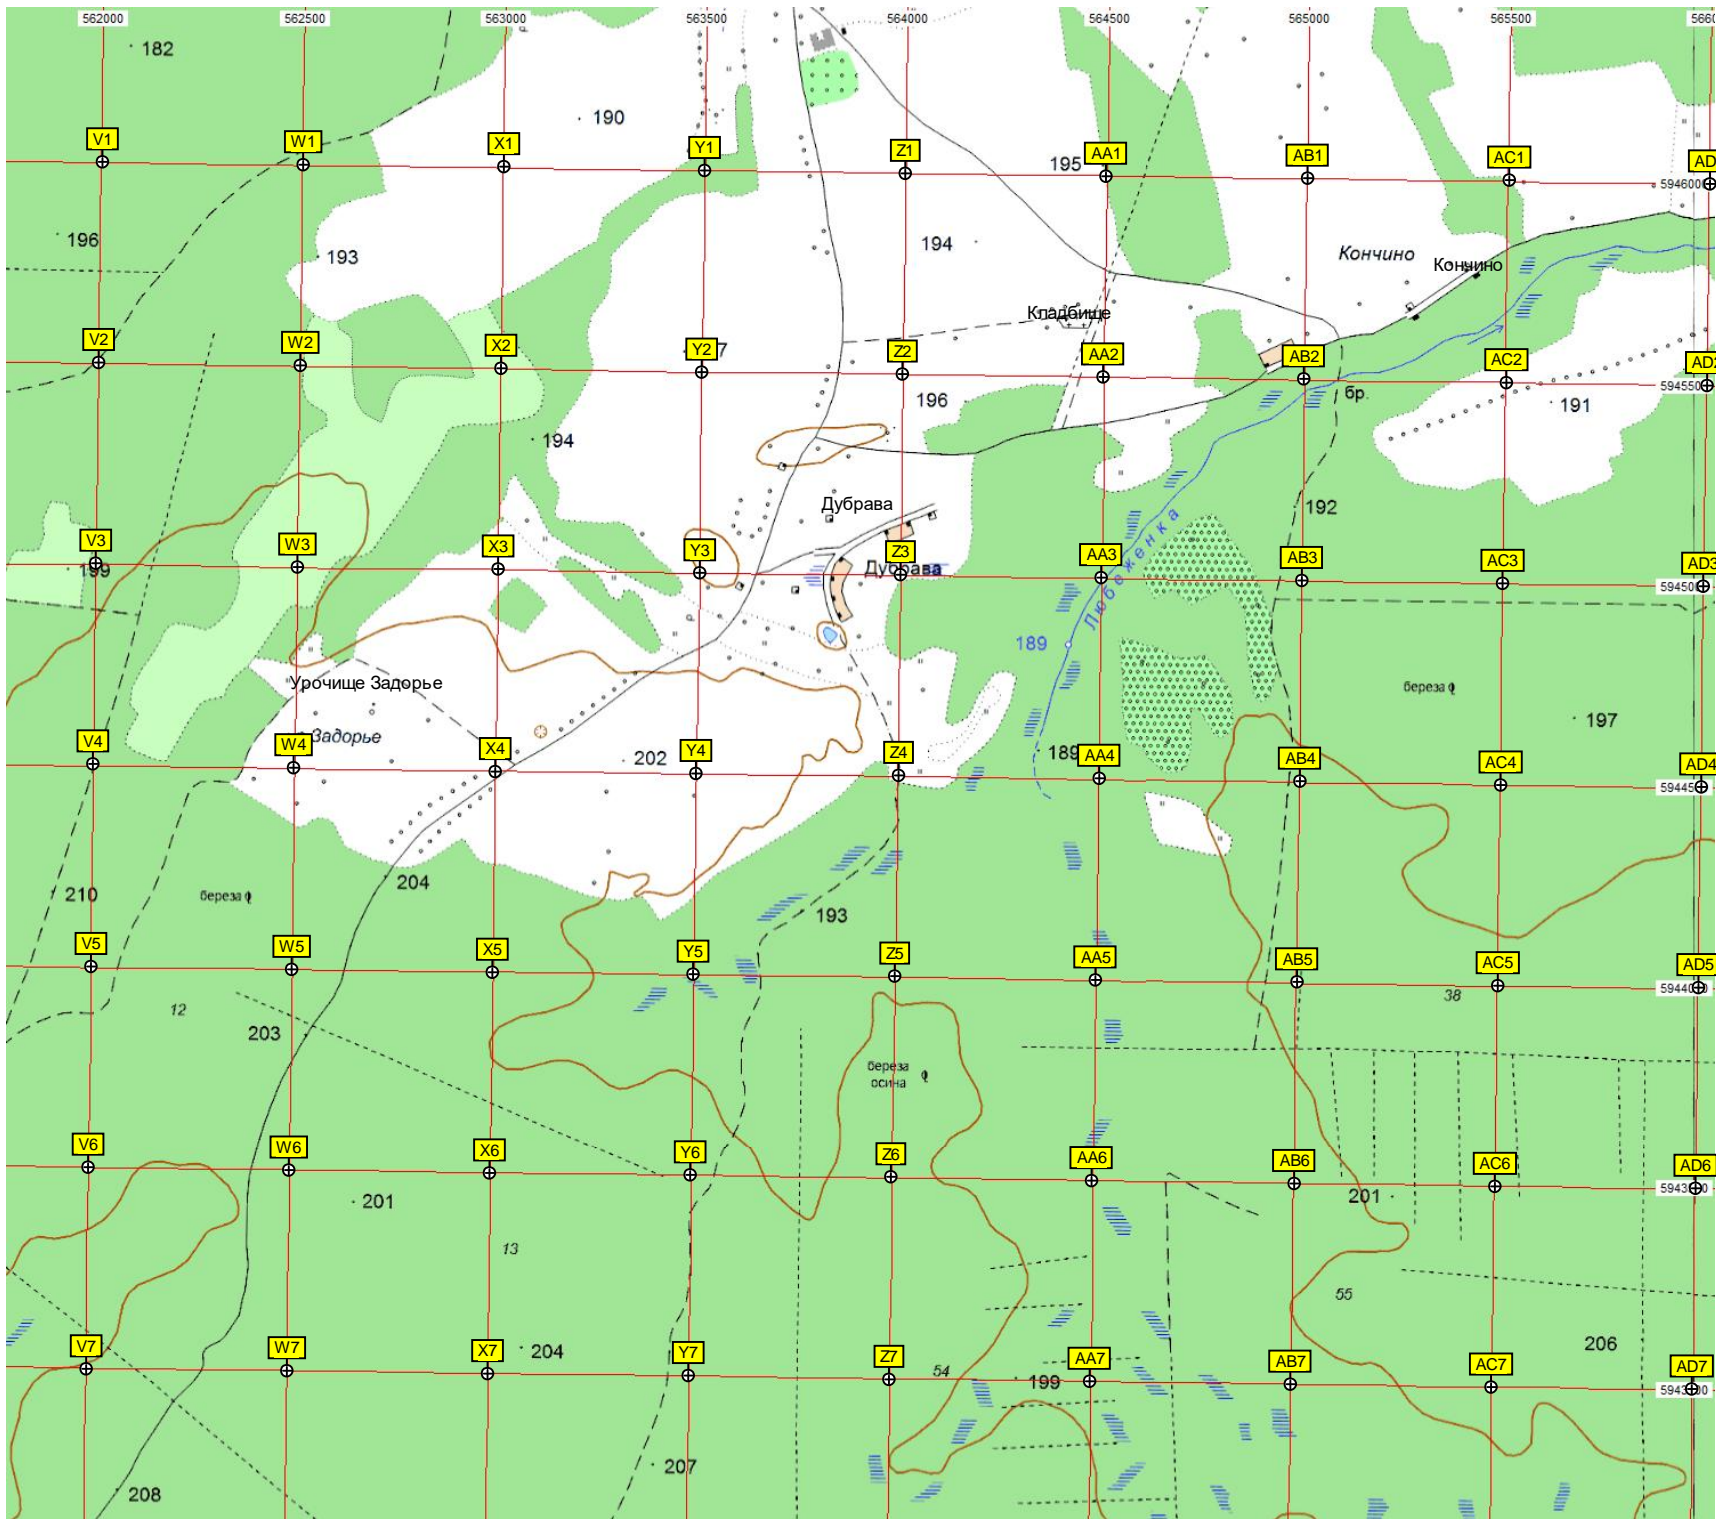 562000 562500 563000 563500 564000 564500 565000 565500
182
190
V1 W1 X1 Y1 Z1 195 AA1 AB1 AC1
5946000
196 193 194 Кончино
Кончино
Кладбище
V2 W2 X2 Y2 Z2 AA2 AB2 AC2
196 бр. 191
194
Дубрава 192
V3 W3 X3 Y3 Z3 AA3 AB3 AC3 AD3
199 Дубрава Любеженка
189
Урочище Задорье береза
Задорье 197
V4 W4 X4 202 Y4 Z4 189 AA4 AB4 AC4 AD4
204
210 береза 193
V5 W5 X5 Y5 Z5 AA5 AB5 AC5 AD5
12 38
203
береза
осина
V6 W6 X6 Y6 Z6 AA6 AB6 AC6 AD6
201 201
13
55
204 206
V7 W7 X7 Y7 Z7 54 AA7 AB7 AC7 AD7
199
207
208